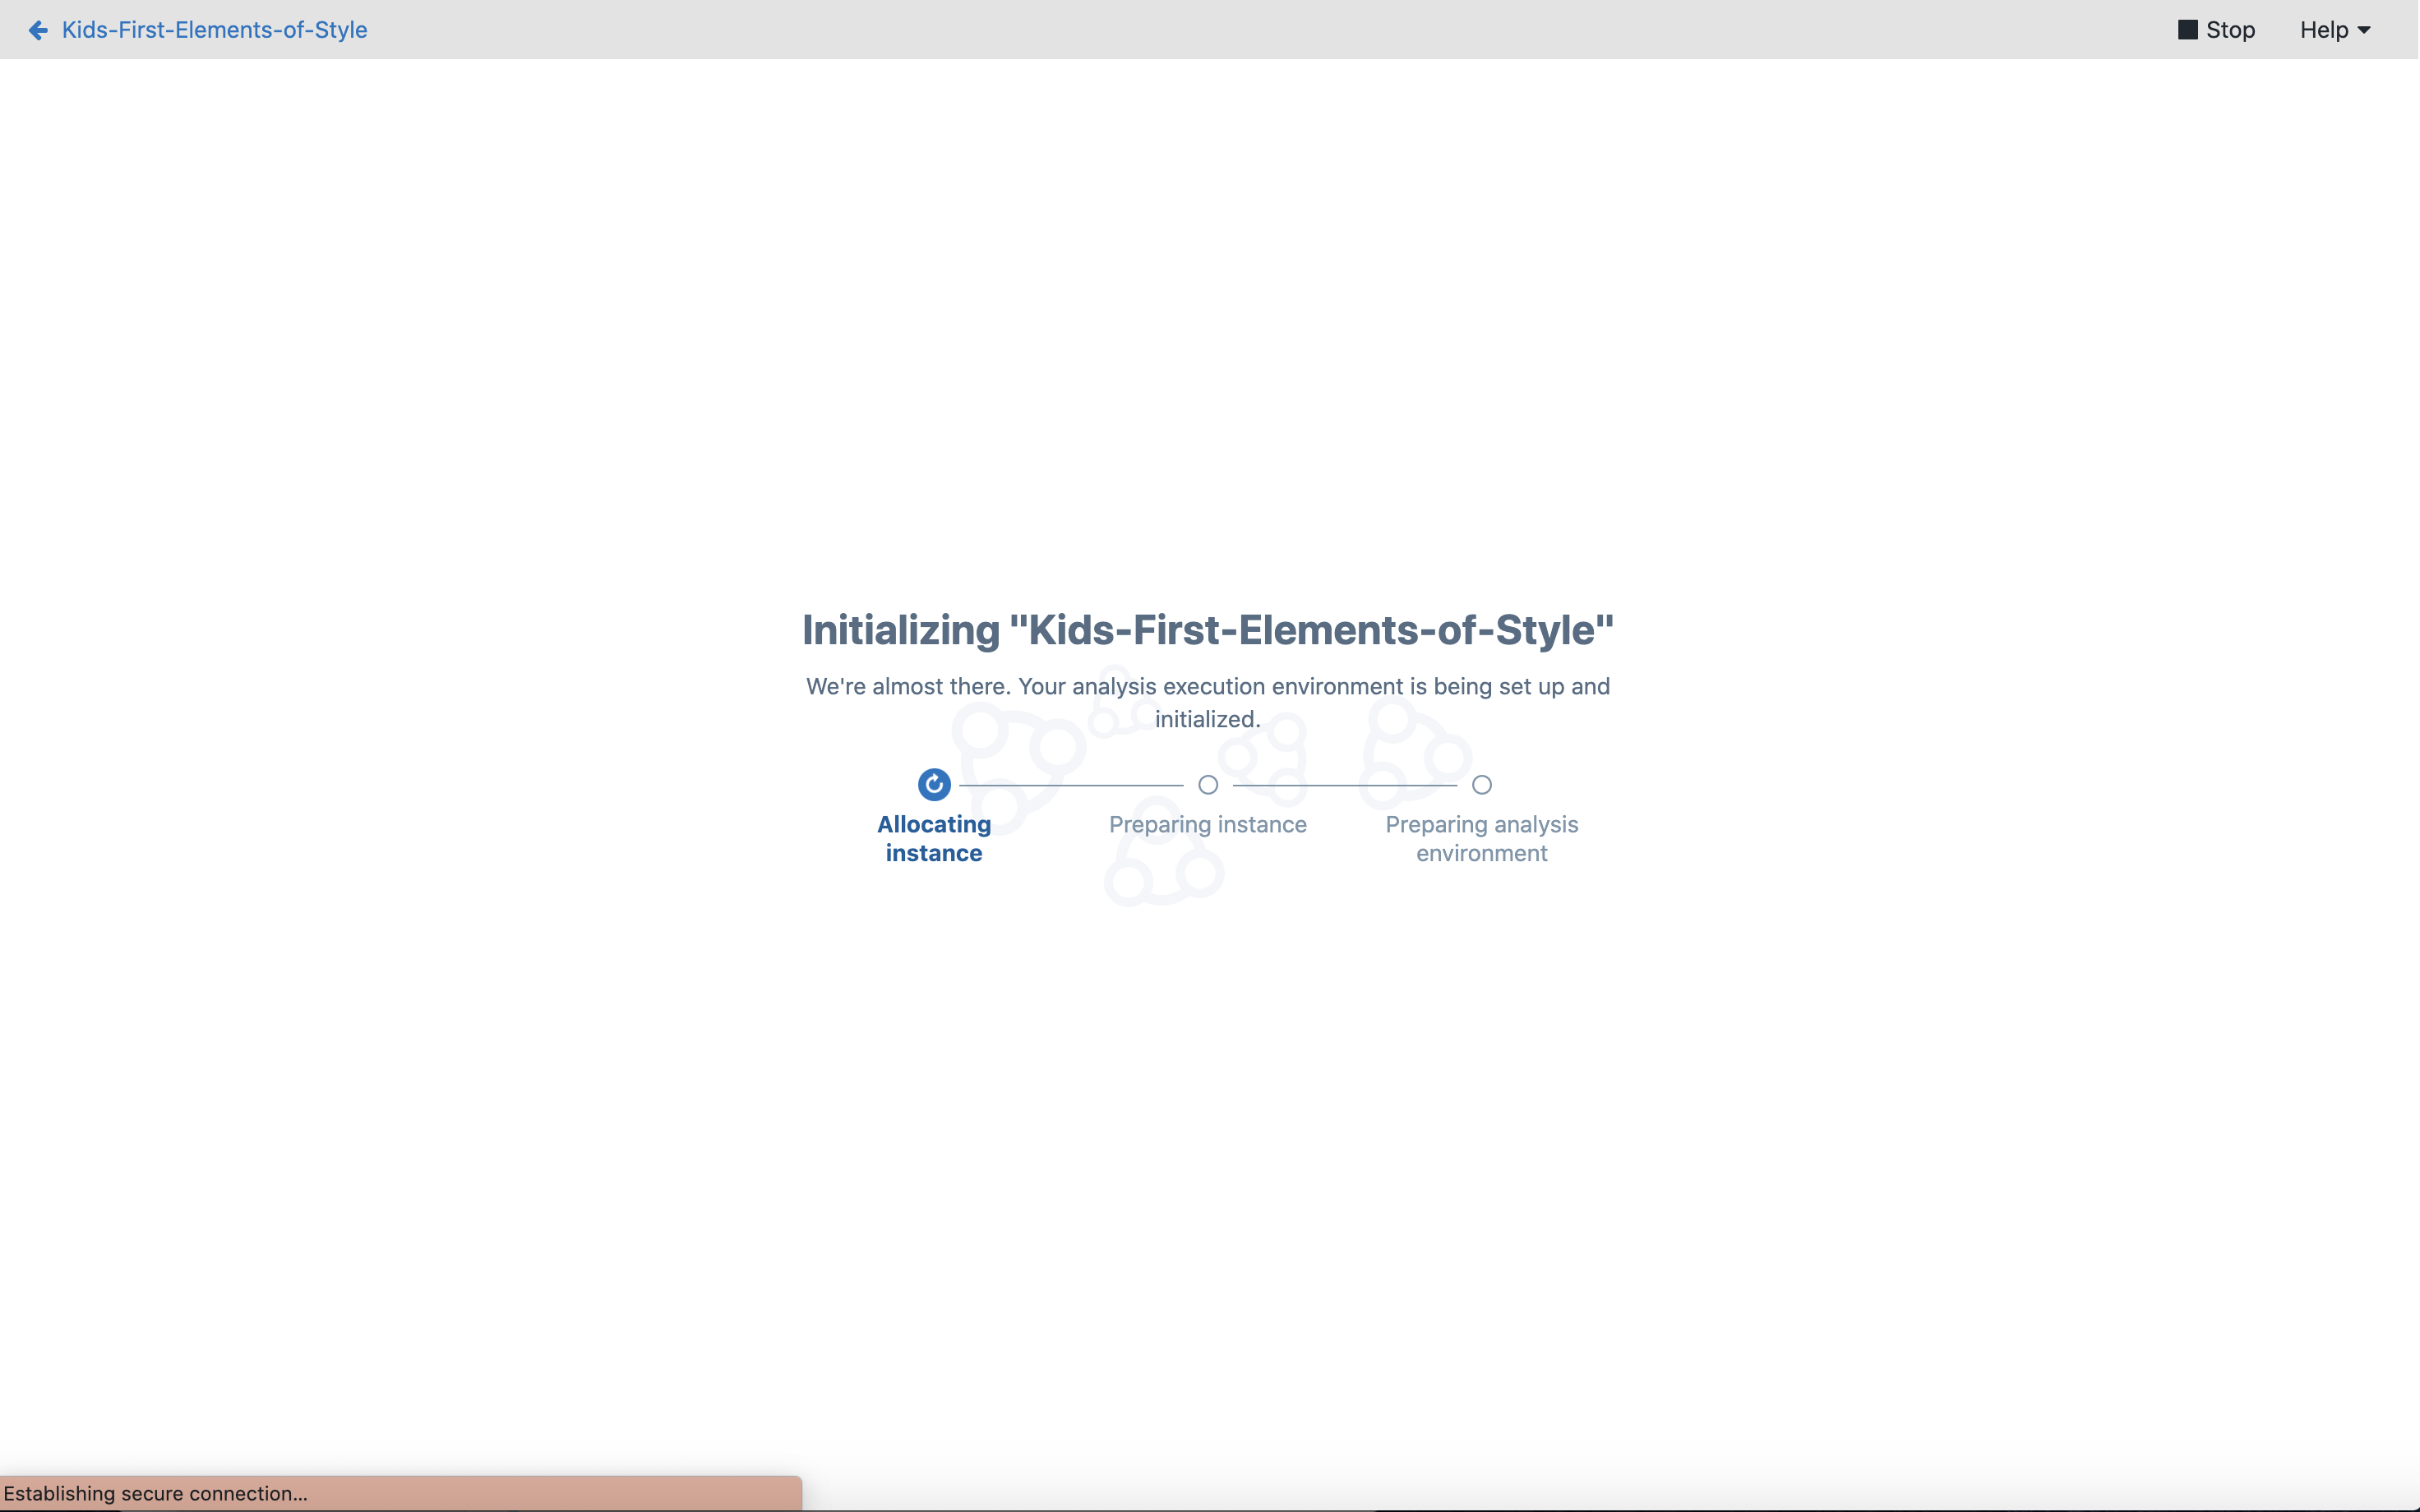 Kids-First-Elements-of-Style
Stop
Help
Initializing "Kids-First-Elements-of-Style"
We're almost there. Your analysis execution environment is being set up and
initialized.
Allocating
instance
Preparing instance
Preparing analysis
environment
Establishing secure connection...